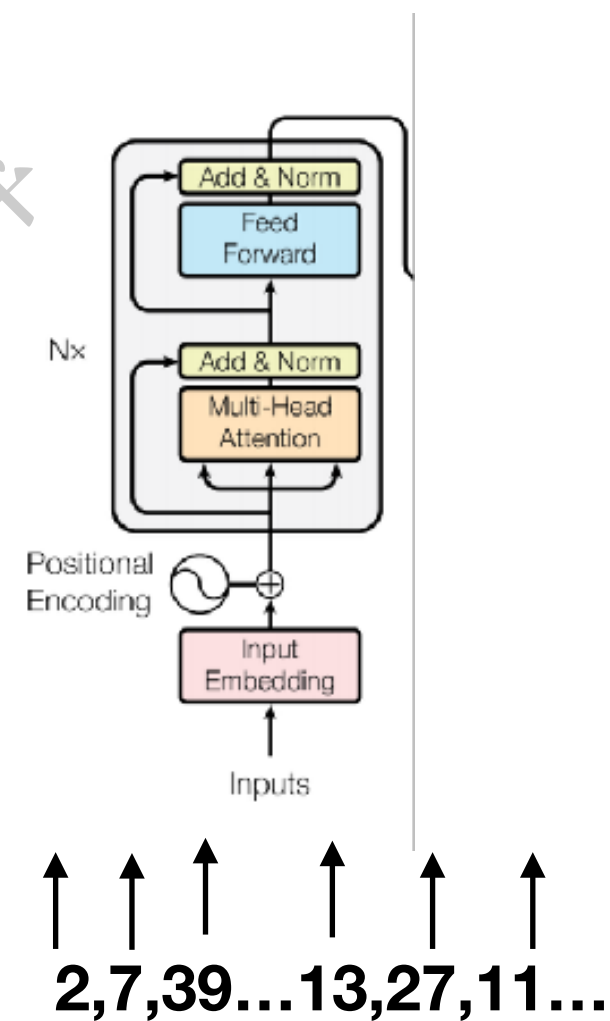 Add & Norm
Feed
Forward
Nx
Add & Norm
Multi-Head
Attention
Positional
Encoding
Input
Embedding
Inputs
2,7,39...13,27,11...